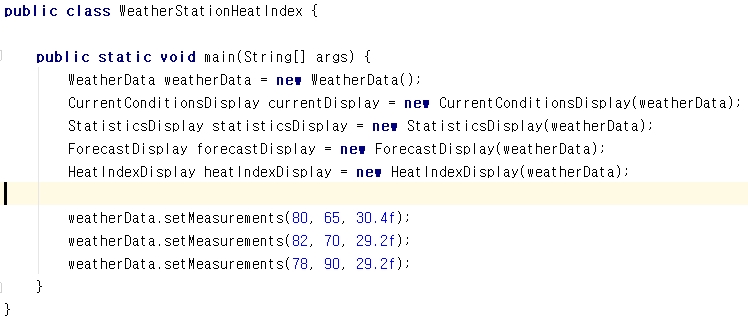 public class WeatherStationHeatIndex {
public static void main(String[] args) {
WeatherData weatherData = new WeatherData();
CurrentConditionsDisplay currentDisplay = new CurrentConditionsDisplay(weatherData);
StatisticsDisplay statisticsDisplay = new StatisticsDisplay(weatherData);
ForecastDisplay forecastDisplay = new ForecastDisplay(weatherData);
HeatIndexDisplay heatIndexDisplay = new HeatIndexDisplay(weatherData);
weatherData.setMeasurements(80, 65, 30.4f);
weatherData.setMeasurements(82, 70, 29.2f);
weatherData.setMeasurements(78, 90, 29.2f);
}
}